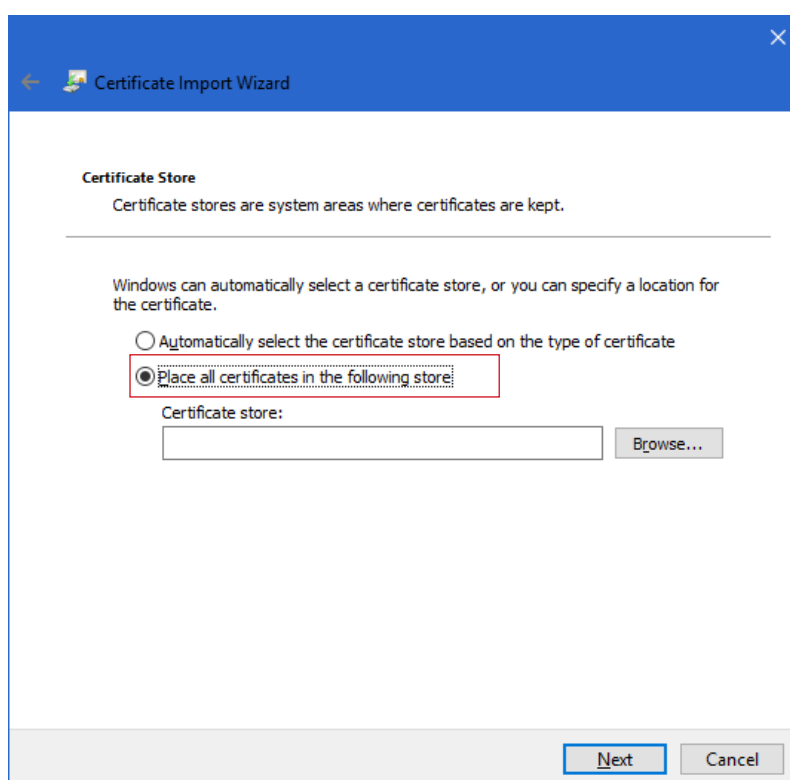 Certificate Import Wizard
Certificate Store
Certificate stores are system areas where certificates are kept.
Windows can automatically select a certificate store, or you can specify a location for
the certificate.
Automatically select the certificate store based on the type of certificate
Place all certificates in the following store
Certificate store:
Browse...
Next
Cancel